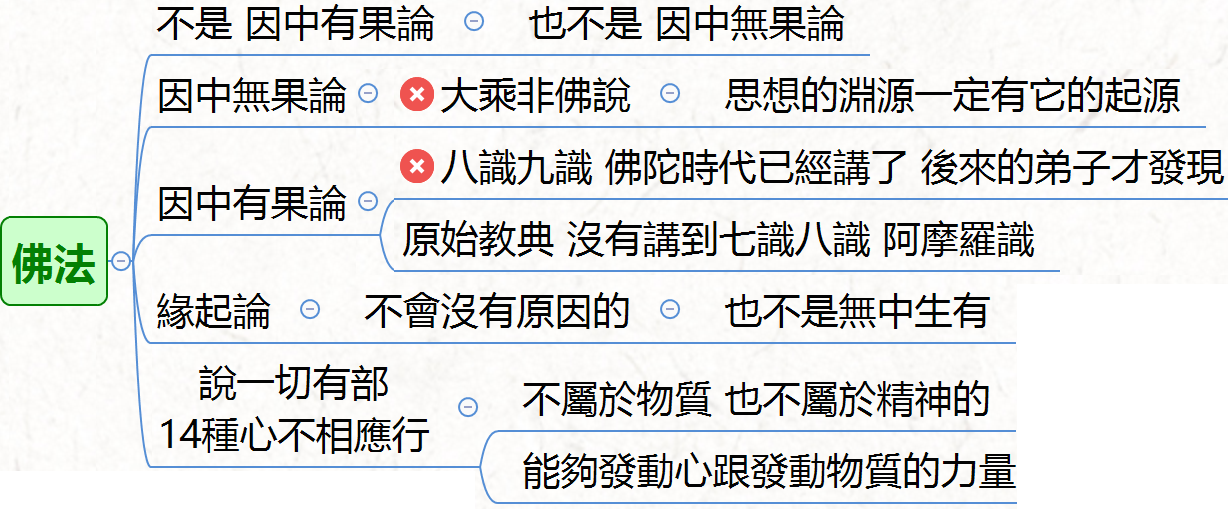 佛法
不是 因中有果論
也不是 因中無果論
因中無果論
大乘非佛說
思想的淵源一定有它的起源
因中有果論
八識九識 佛陀時代已經講了 後來的弟子才發現
原始教典 沒有講到七識八識 阿摩羅識
緣起論
不會沒有原因的
也不是無中生有
說一切有部
14種心不相應行
不屬於物質 也不屬於精神的
能夠發動心跟發動物質的力量